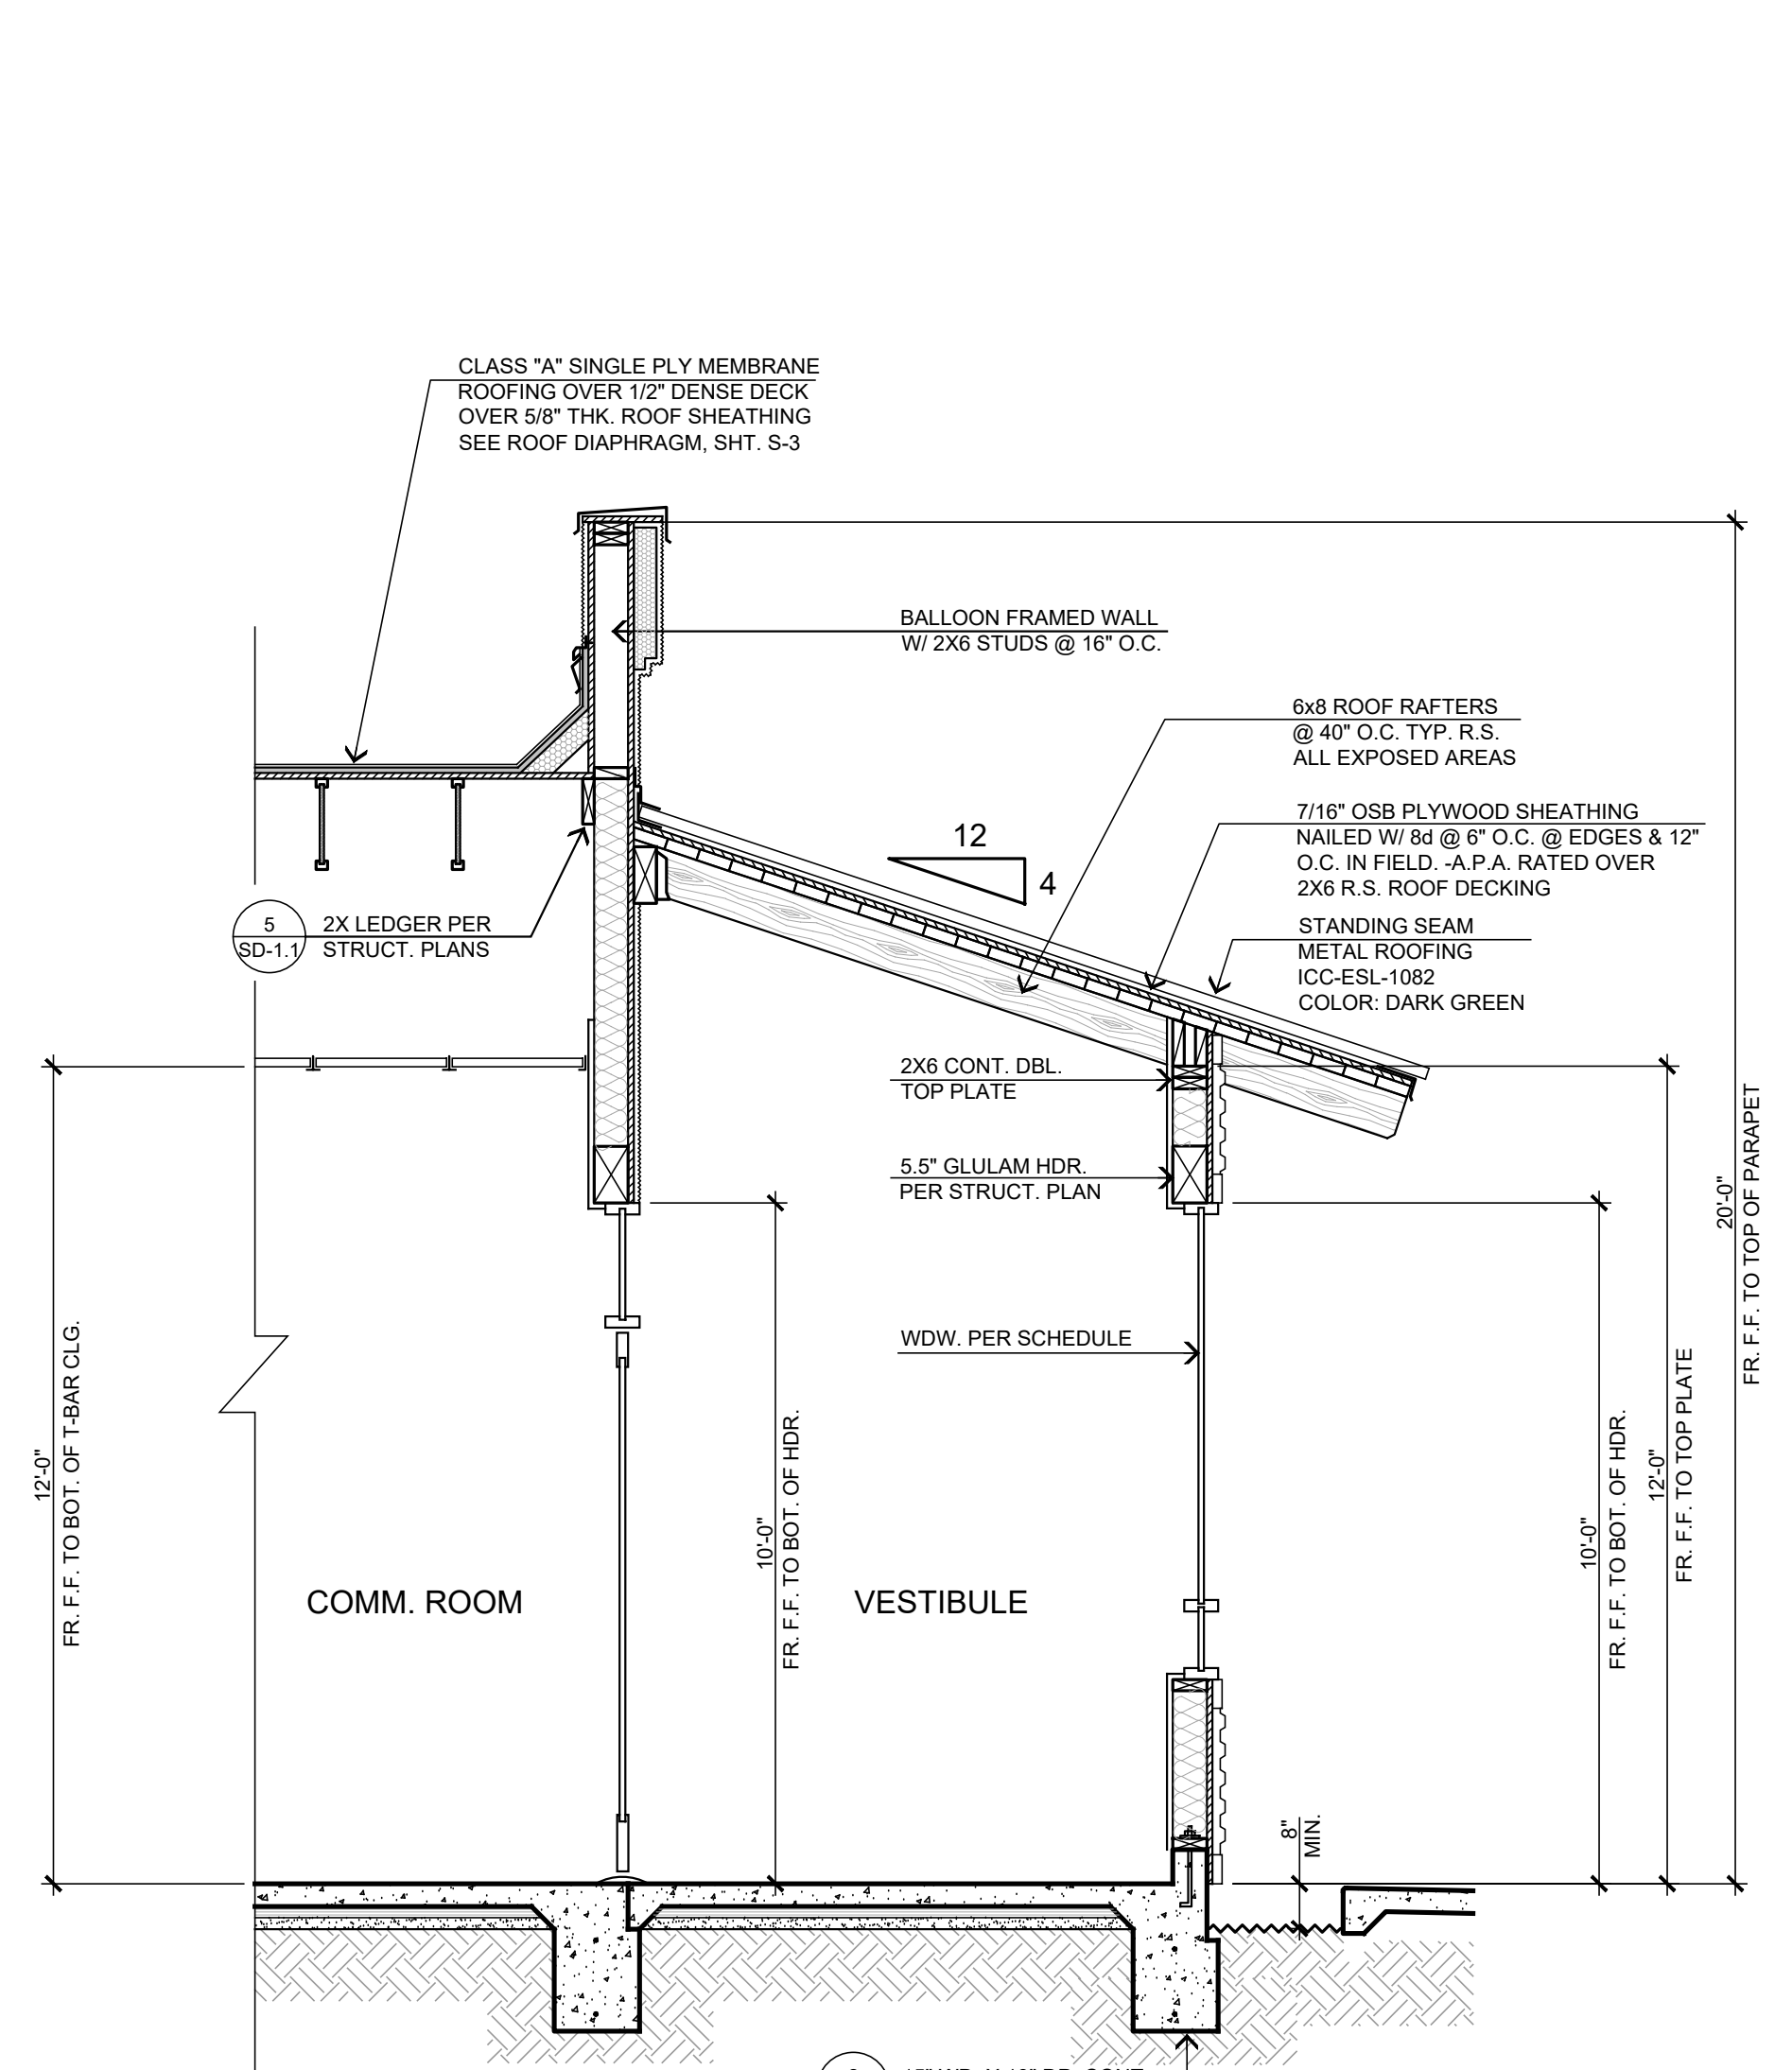 CLASS "A" SINGLE PLY MEMBRANE
ROOFING OVER 1/2" DENSE DECK
OVER 5/8" THK. ROOF SHEATHING
SEE ROOF DIAPHRAGM, SHT. S-3
BALLOON FRAMED WALL
W/ 2X6 STUDS @ 16" O.C.
6x8 ROOF RAFTERS
@ 40" O.C. TYP. R.S.
ALL EXPOSED AREAS
7/16" OSB PLYWOOD SHEATHING
NAILED W/ 8d @ 6" O.C. @ EDGES & 12"
O.C. IN FIELD. -A.P.A. RATED OVER
2X6 R.S. ROOF DECKING
12
4
STANDING SEAM
METAL ROOFING
ICC-ESL-1082
COLOR: DARK GREEN
5
SD-1.1
2X LEDGER PER
STRUCT. PLANS
2X6 CONT. DBL.
TOP PLATE
5.5" GLULAM HDR.
PER STRUCT. PLAN
WDW. PER SCHEDULE
12'-0"
FR. F.F. TO BOT. OF T-BAR CLG.
COMM. ROOM
10'-0"
FR. F.F. TO BOT. OF HDR.
VESTIBULE
8"
MIN.
10'-0"
FR. F.F. TO BOT. OF HDR.
12'-0"
FR. F.F. TO TOP PLATE
20'-0"
FR. F.F. TO TOP OF PARAPET